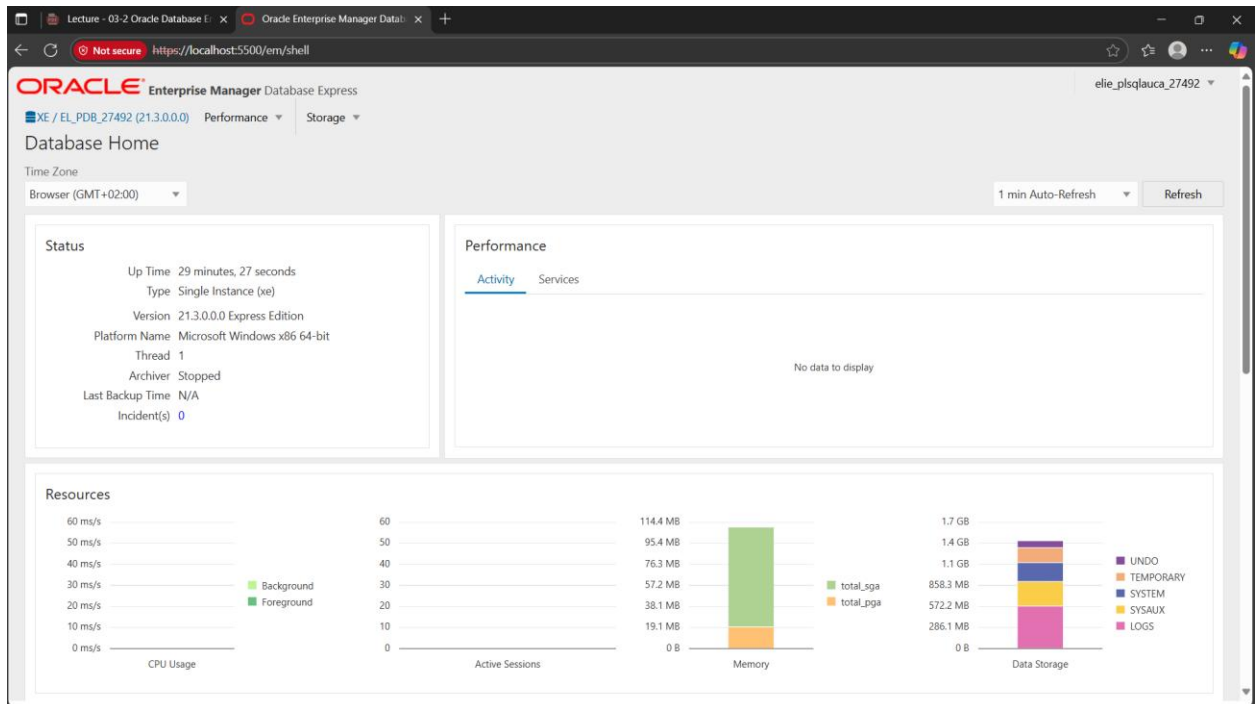 Lecture - 03-2 Oracle Database E
Oracle Enterprise Manager Datab
Not secure https://localhost:5500/em/shell
ORACLE Enterprise Manager Database Express
elie_plsqlauca_27492
XE / EL_PDB_27492 (21.3.0.0.0) Performance Storage
Database Home
Time Zone
Browser (GMT+02:00)
1 min Auto-Refresh Refresh
Status
Up Time 29 minutes, 27 seconds
Type Single Instance (xe)
Version 21.3.0.0.0 Express Edition
Platform Name Microsoft Windows x86 64-bit
Thread 1
Archiver Stopped
Last Backup Time N/A
Incident(s) 0
Performance
Activity Services
No data to display
Resources
60 ms/s
50 ms/s
40 ms/s
30 ms/s
20 ms/s
10 ms/s
0 ms/s
Background
Foreground
CPU Usage
60
50
40
30
20
10
0
Active Sessions
114.4 MB
95.4 MB
76.3 MB
57.2 MB
38.1 MB
19.1 MB
0 B
total_sga
total_pga
Memory
1.7 GB
1.4 GB
1.1 GB
858.3 MB
572.2 MB
286.1 MB
0 B
UNDO
TEMPORARY
SYSTEM
SYSAUX
LOGS
Data Storage